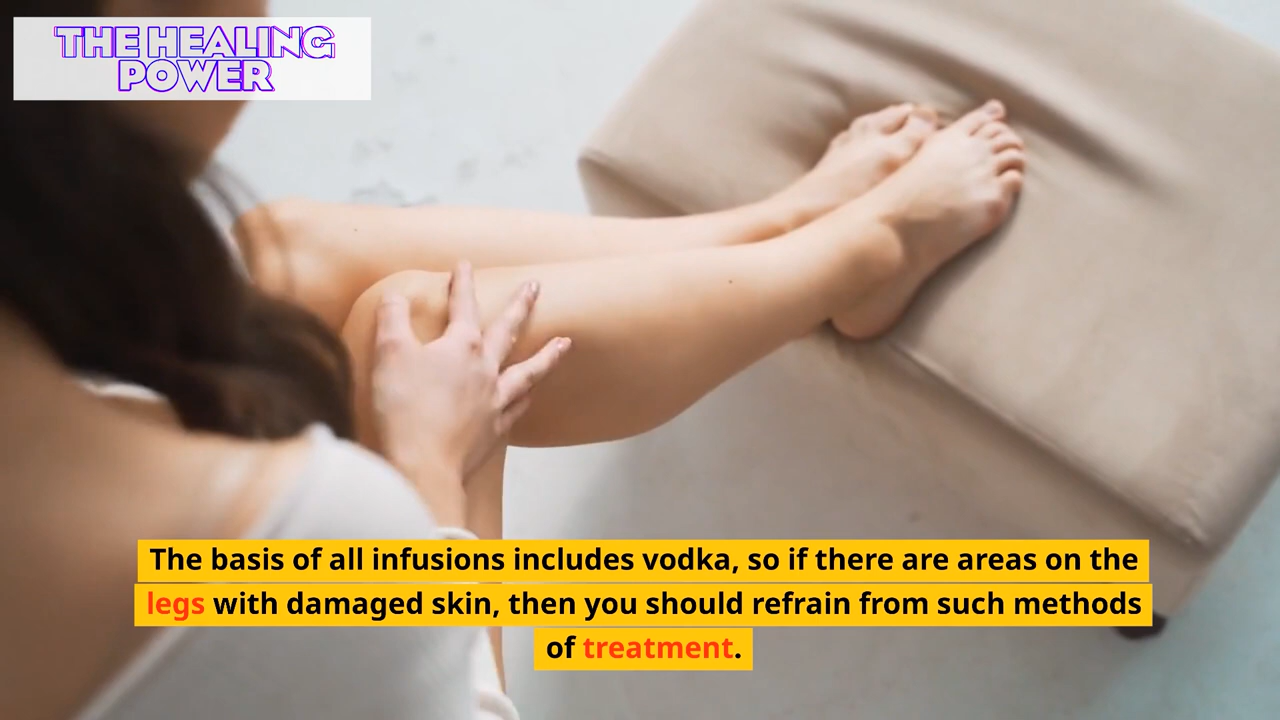 THE HEALING
POWER
The basis of all infusions includes vodka, so if there are areas on the
legs with damaged skin, then you should refrain from such methods
of treatment.